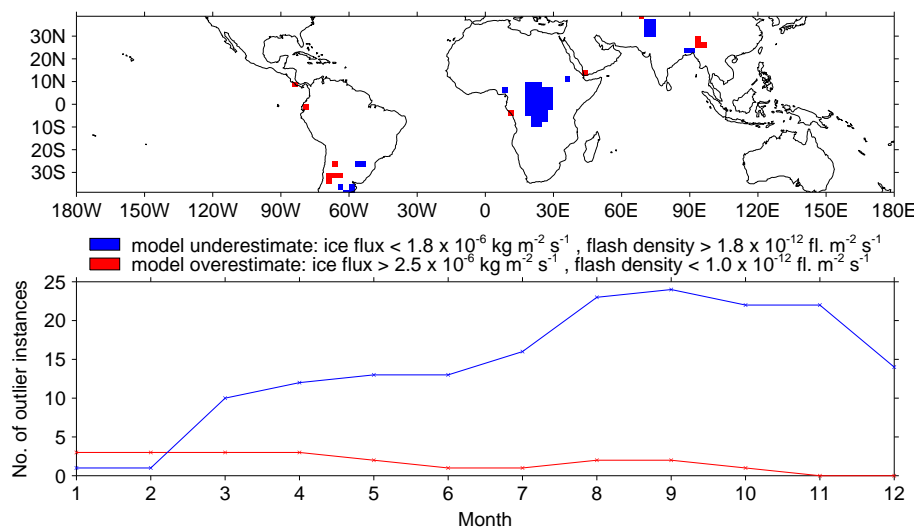 30N
20N
10N
0
10S
20S
30S
180W 150W 120W 90W 60W 30W 0 30E 60E 90E 120E 150E 180E
model underestimate: ice flux < 1.8 x 10⁻⁶ kg m⁻² s⁻¹ , flash density > 1.8 x 10⁻¹² fl. m⁻² s⁻¹
model overestimate: ice flux > 2.5 x 10⁻⁶ kg m⁻² s⁻¹ , flash density < 1.0 x 10⁻¹² fl. m⁻² s⁻¹
No. of outlier instances
25
20
15
10
5
0
1 2 3 4 5 6 7 8 9 10 11 12
Month